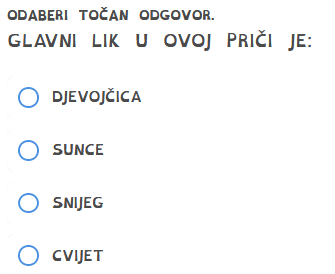 ODABERI TOČAN ODGOVOR.
GLAVNI LIK U OVOJ PRIČI JE:
DJEVOJČICA
SUNCE
SNIJEG
CVIJET